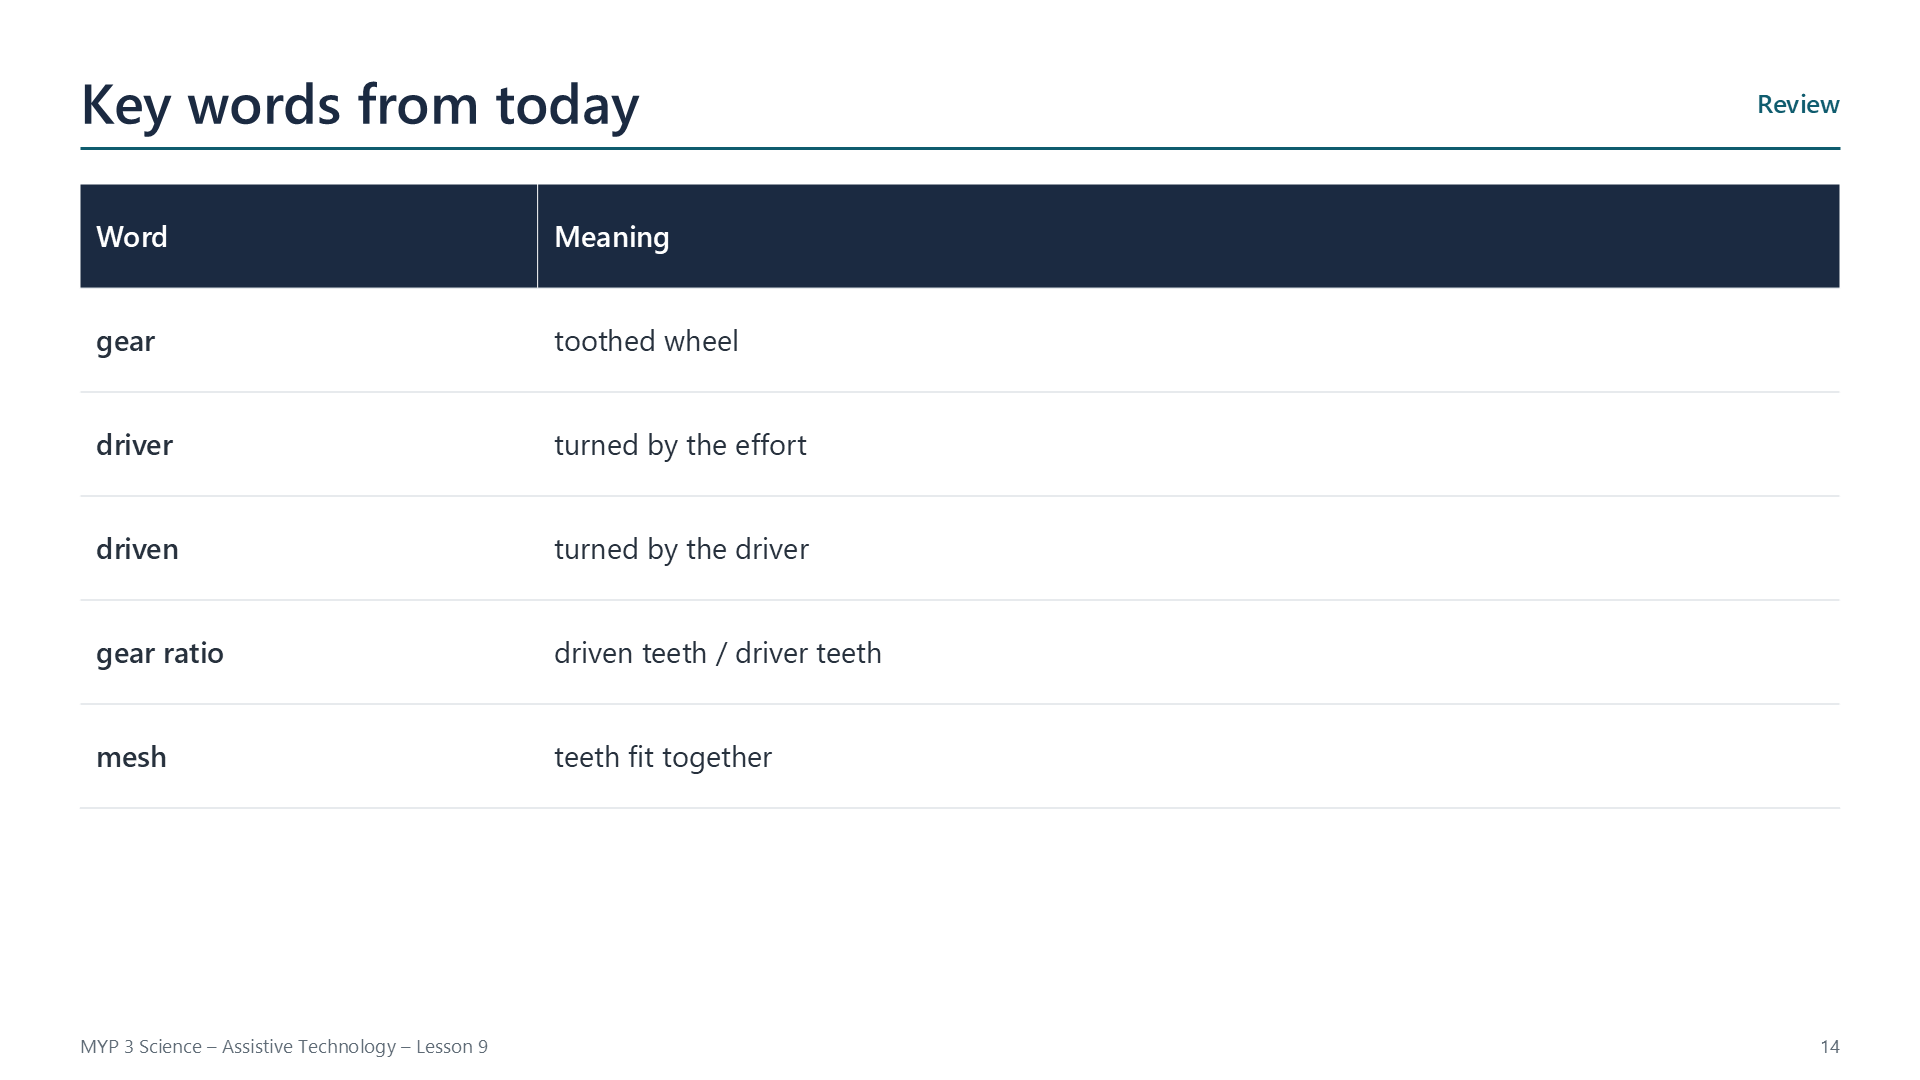 Key words from today
Review
Word Meaning
gear toothed wheel
driver turned by the effort
driven turned by the driver
gear ratio driven teeth / driver teeth
mesh teeth fit together
MYP 3 Science – Assistive Technology – Lesson 9
14